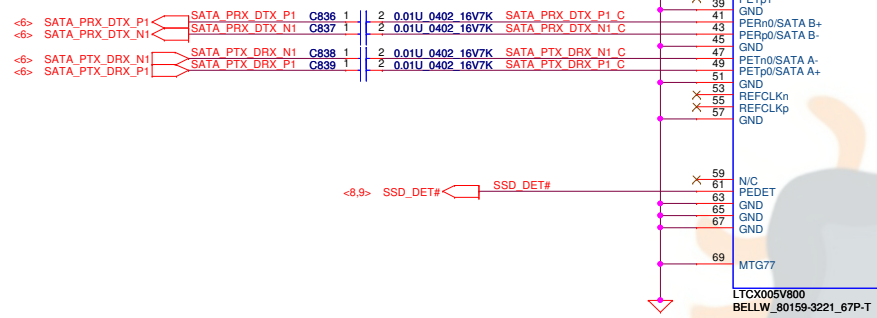 39 PETp1
GND
<6> SATA_PRX_DTX_P1 SATA_PRX_DTX_P1 C836 1 2 0.01U_0402_16V7K SATA_PRX_DTX_P1_C 41 PERn0/SATA B+
<6> SATA_PRX_DTX_N1 SATA_PRX_DTX_N1 C837 1 2 0.01U_0402_16V7K SATA_PRX_DTX_N1_C 43 PERp0/SATA B-
45 GND
<6> SATA_PTX_DRX_N1 SATA_PTX_DRX_N1 C838 1 2 0.01U_0402_16V7K SATA_PTX_DRX_N1_C 47 PETn0/SATA A-
<6> SATA_PTX_DRX_P1 SATA_PTX_DRX_P1 C839 1 2 0.01U_0402_16V7K SATA_PTX_DRX_P1_C 49 PETp0/SATA A+
51 GND
53 REFCLKn
55 REFCLKp
57 GND
59 N/C
<8,9> SSD_DET# SSD_DET# 61 PEDET
63 GND
65 GND
67 GND
69 MTG77
LTCX005V800
BELLW_80159-3221_67P-T